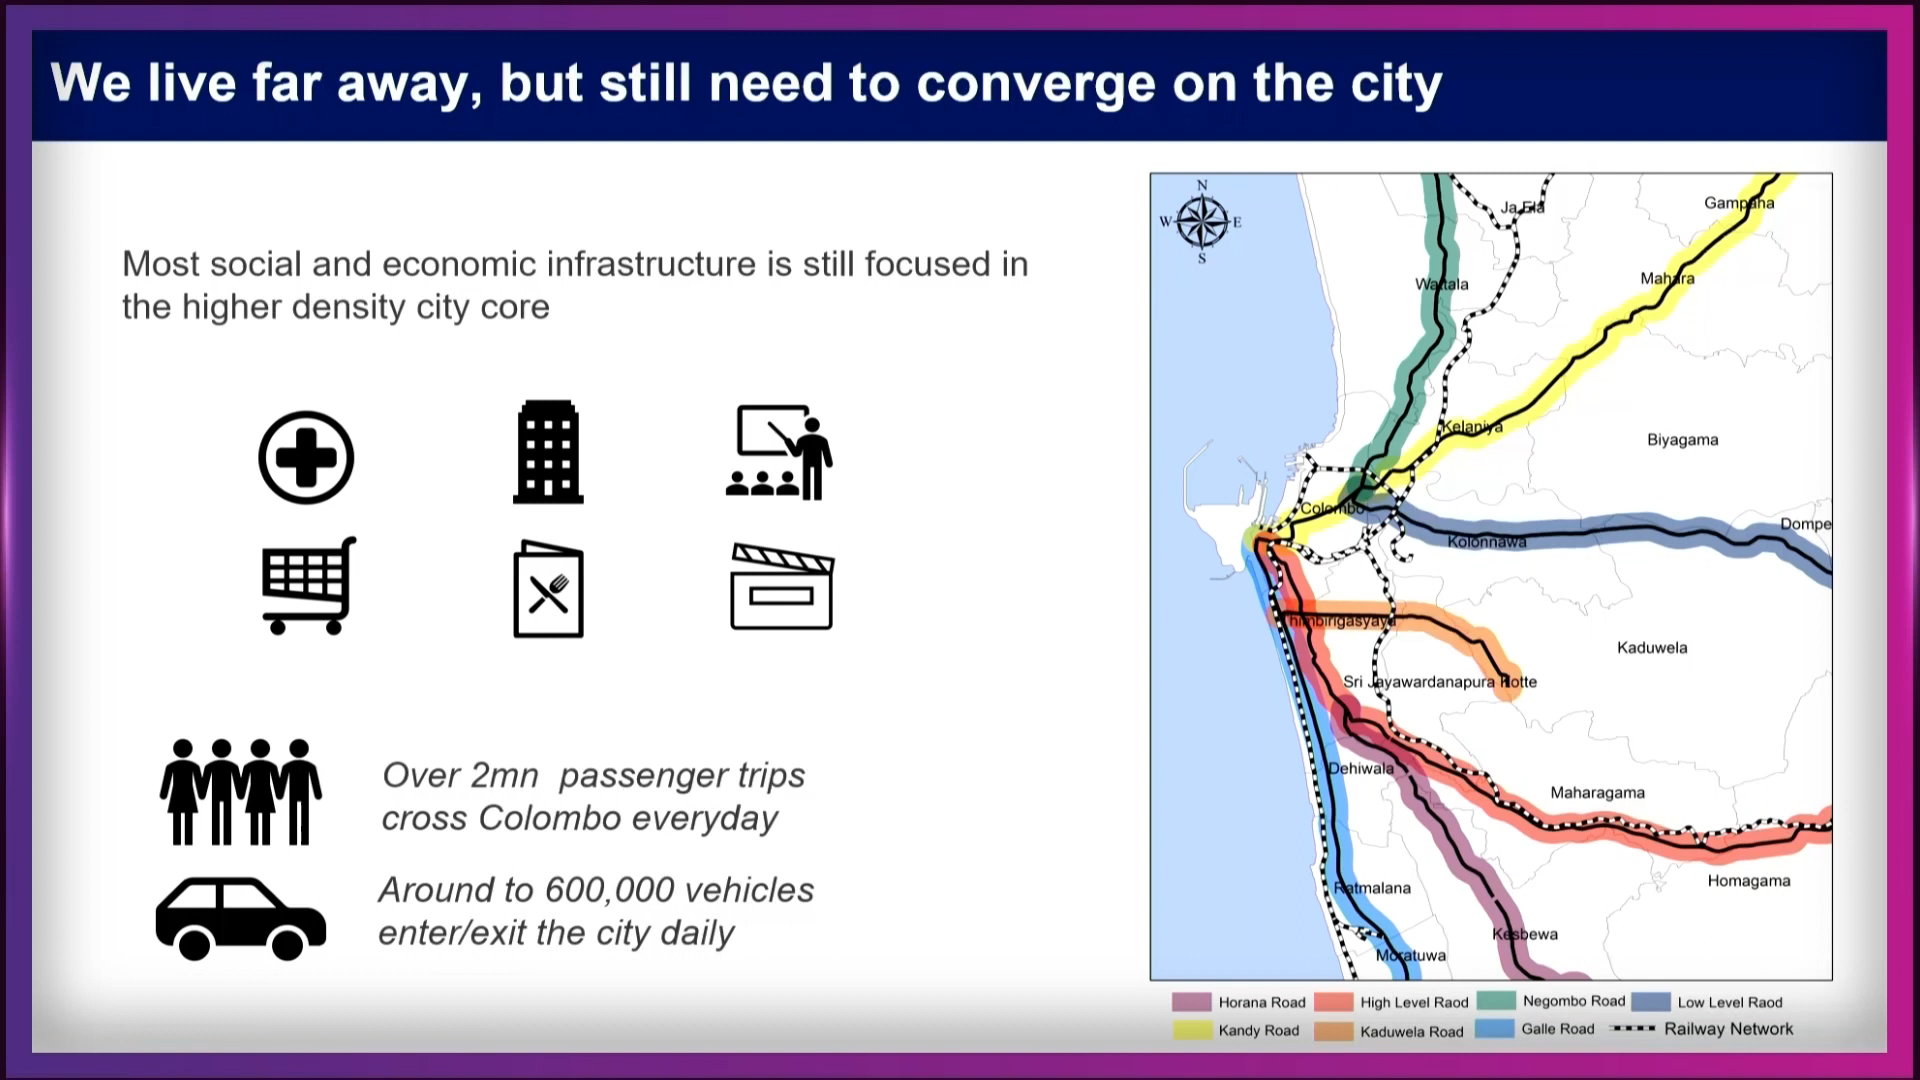 We live far away, but still need to converge on the city
Most social and economic infrastructure is still focused in
the higher density city core
Over 2mn passenger trips
cross Colombo everyday
Around to 600,000 vehicles
enter/exit the city daily
N
W E
S
Ja Ela
Gampaha
Wattala
Mahara
Kelaniya
Biyagama
Colombo
Kolonnawa
Dompe
Thimbirigasyaya
Kaduwela
Sri Jayawardanapura Kotte
Dehiwala
Maharagama
Ratmalana
Homagama
Kesbewa
Moratuwa
Horana Road High Level Raod Negombo Road Low Level Raod
Kandy Road Kaduwela Road Galle Road Railway Network